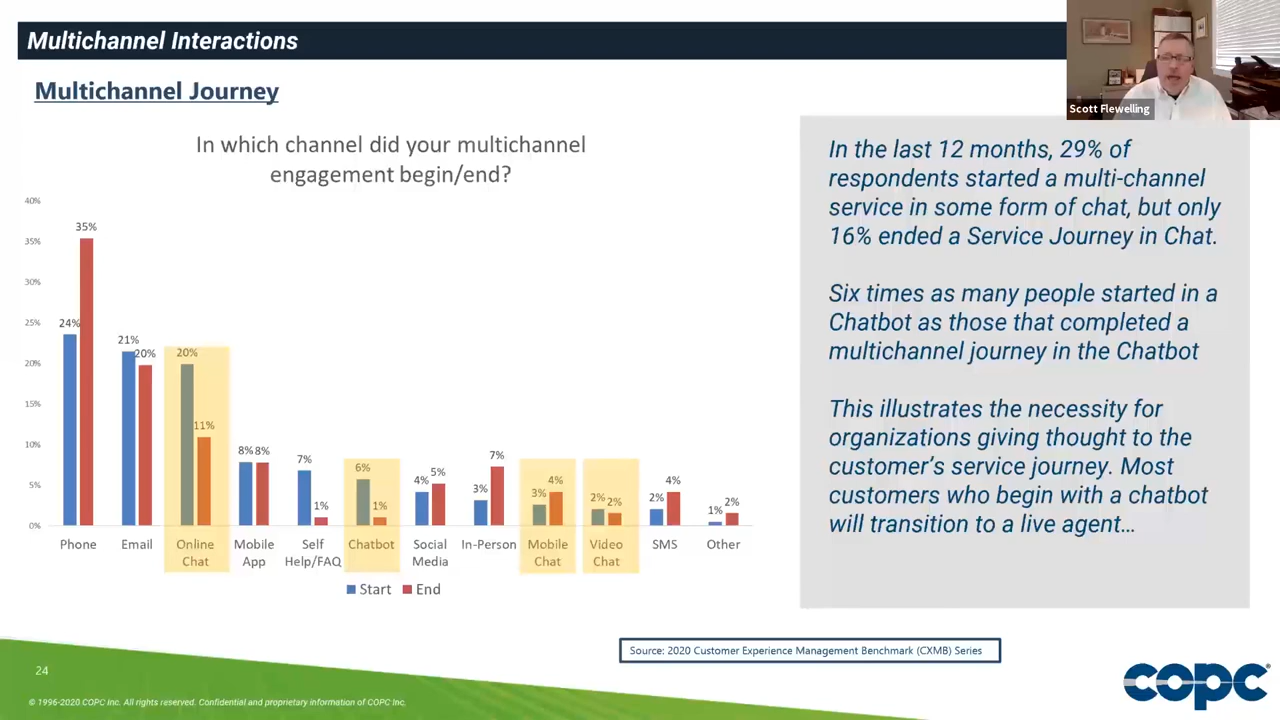 Multichannel Interactions
Scott Flewelling
Multichannel Journey
In which channel did your multichannel
engagement begin/end?
40%
35%
30%
25%
20%
15%
10%
5%
0%
24% 35%
21% 20%
20% 11%
8% 8%
7% 1%
6% 1%
4% 5%
3% 7%
3% 4%
2% 2%
2% 4%
1% 2%
Phone
Email
Online
Chat
Mobile
App
Self
Help/FAQ
Chatbot
Social
Media
In-Person
Mobile
Chat
Video
Chat
SMS
Other
Start End
In the last 12 months, 29% of
respondents started a multi-channel
service in some form of chat, but only
16% ended a Service Journey in Chat.
Six times as many people started in a
Chatbot as those that completed a
multichannel journey in the Chatbot
This illustrates the necessity for
organizations giving thought to the
customer's service journey. Most
customers who begin with a chatbot
will transition to a live agent…
Source: 2020 Customer Experience Management Benchmark (CXMB) Series
24
© 1996-2020 COPC Inc. All rights reserved. Confidential and proprietary information of COPC Inc.
copc®